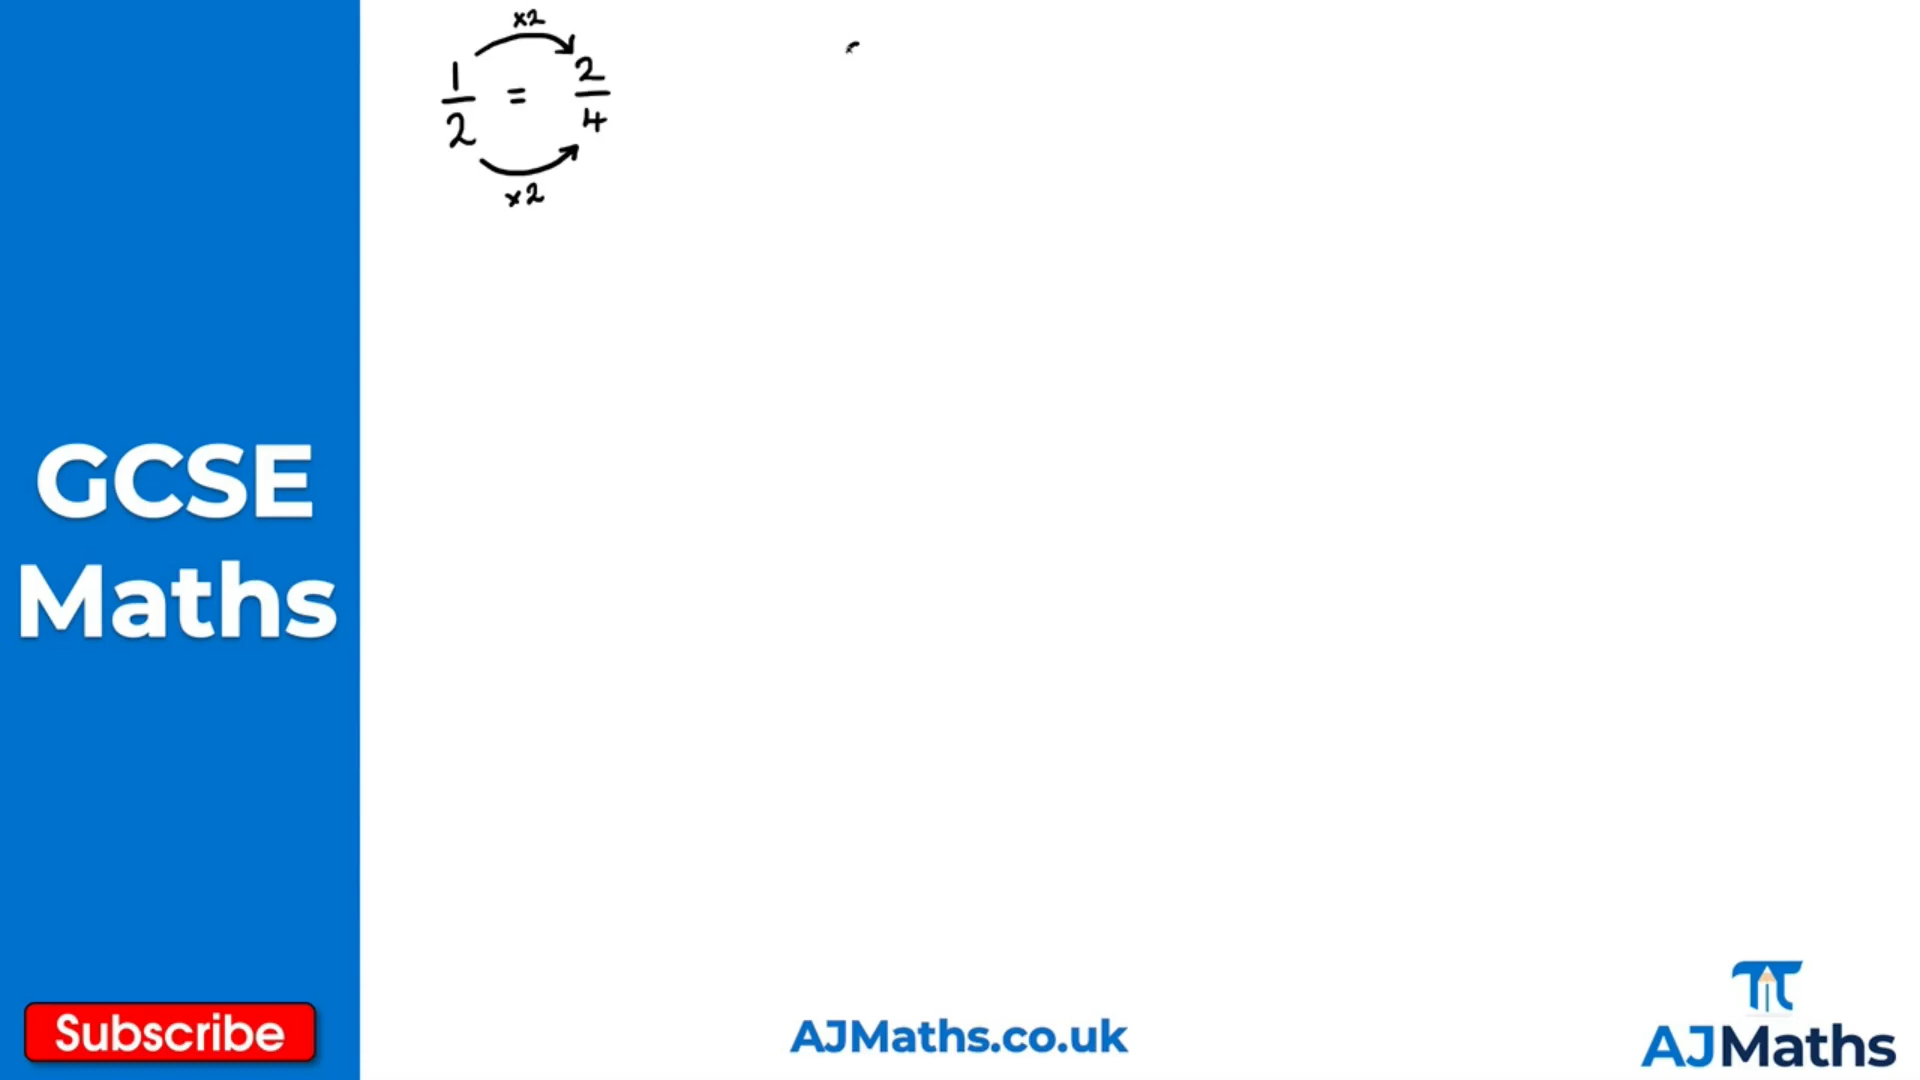 ×2
1/2 = 2/4
×2
GCSE
Maths
Subscribe
AJMaths.co.uk
AJMaths